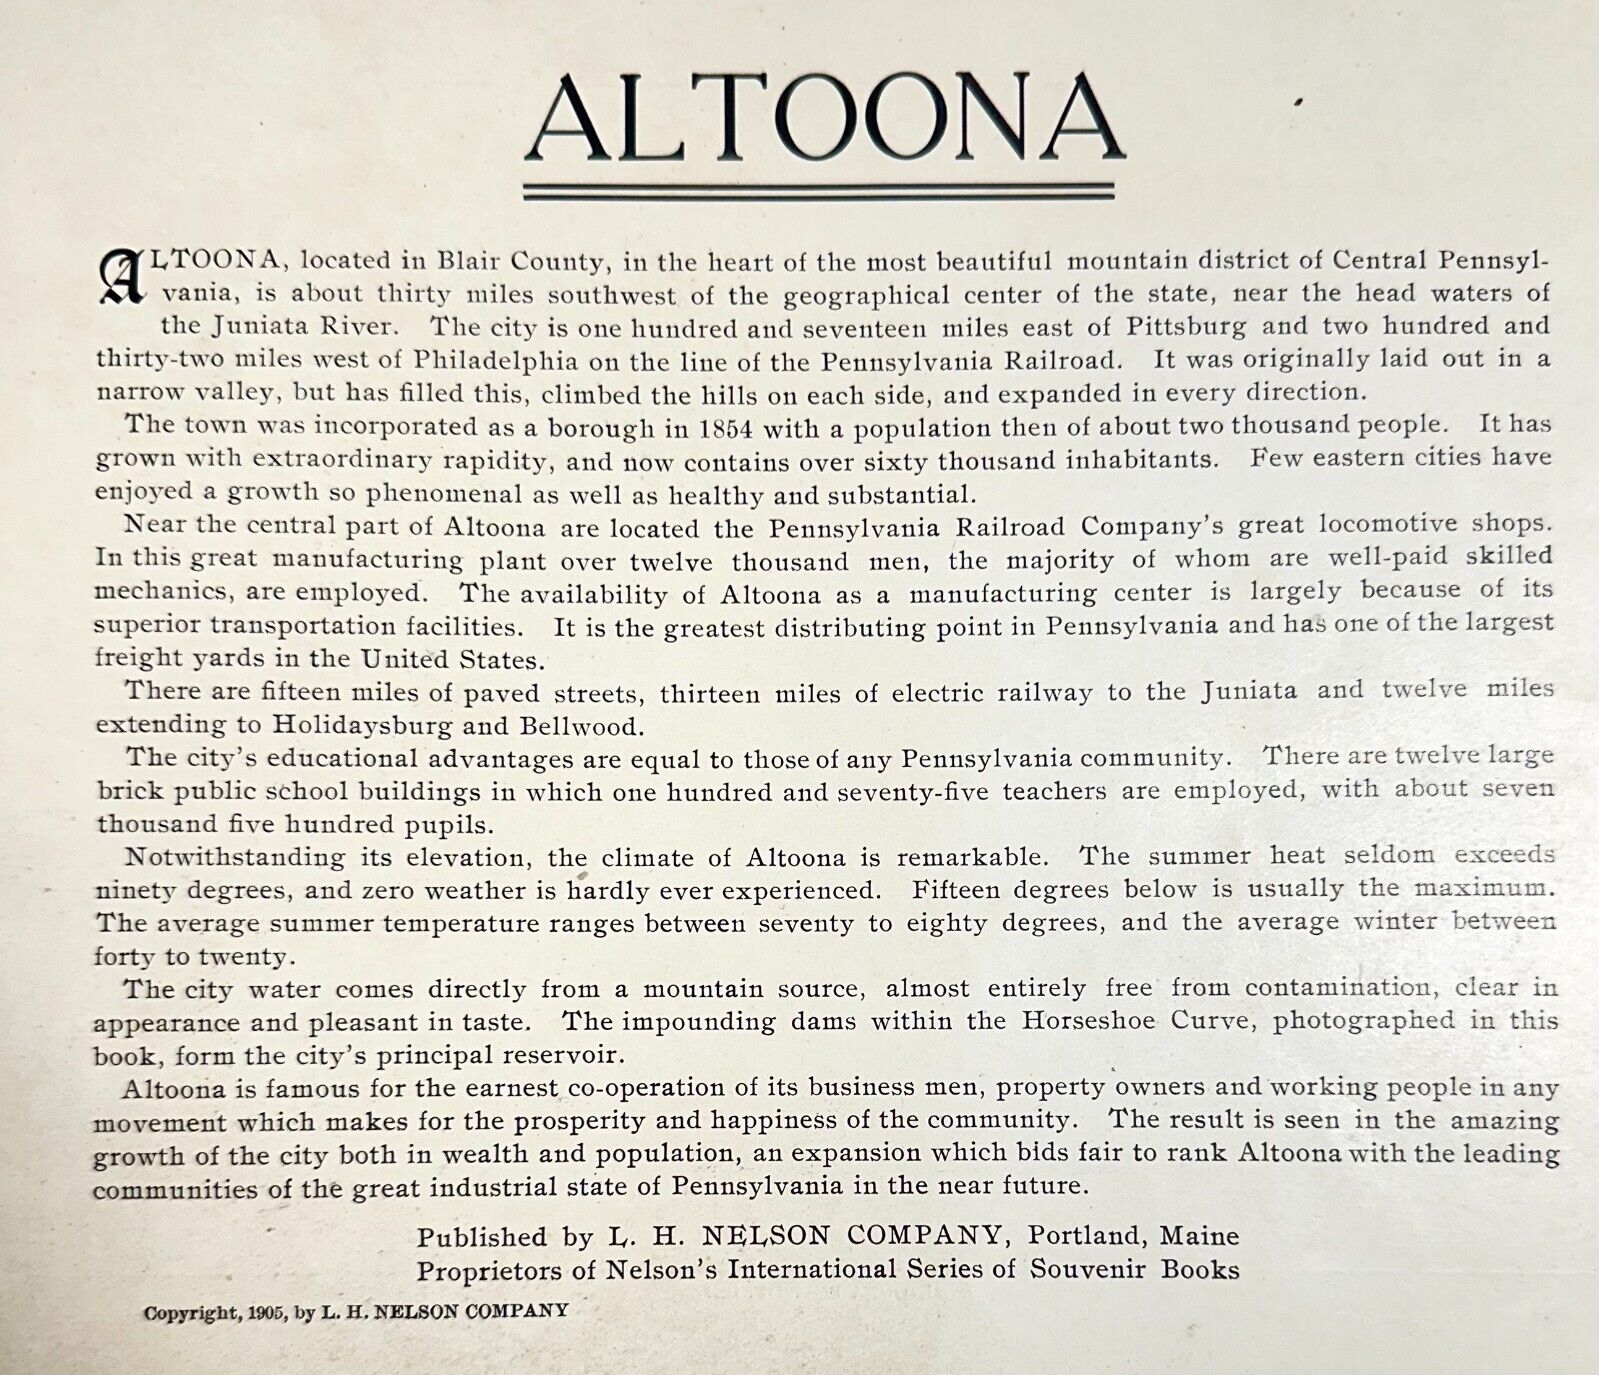 ALTOONA
ALTOONA, located in Blair County, in the heart of the most beautiful mountain district of Central Pennsyl-
vania, is about thirty miles southwest of the geographical center of the state, near the head waters of
the Juniata River. The city is one hundred and seventeen miles east of Pittsburg and two hundred and
thirty-two miles west of Philadelphia on the line of the Pennsylvania Railroad. It was originally laid out in a
narrow valley, but has filled this, climbed the hills on each side, and expanded in every direction.
The town was incorporated as a borough in 1854 with a population then of about two thousand people. It has
grown with extraordinary rapidity, and now contains over sixty thousand inhabitants. Few eastern cities have
enjoyed a growth so phenomenal as well as healthy and substantial.
Near the central part of Altoona are located the Pennsylvania Railroad Company's great locomotive shops.
In this great manufacturing plant over twelve thousand men, the majority of whom are well-paid skilled
mechanics, are employed. The availability of Altoona as a manufacturing center is largely because of its
superior transportation facilities. It is the greatest distributing point in Pennsylvania and has one of the largest
freight yards in the United States.
There are fifteen miles of paved streets, thirteen miles of electric railway to the Juniata and twelve miles
extending to Holidaysburg and Bellwood.
The city's educational advantages are equal to those of any Pennsylvania community. There are twelve large
brick public school buildings in which one hundred and seventy-five teachers are employed, with about seven
thousand five hundred pupils.
Notwithstanding its elevation, the climate of Altoona is remarkable. The summer heat seldom exceeds
ninety degrees, and zero weather is hardly ever experienced. Fifteen degrees below is usually the maximum.
The average summer temperature ranges between seventy to eighty degrees, and the average winter between
forty to twenty.
The city water comes directly from a mountain source, almost entirely free from contamination, clear in
appearance and pleasant in taste. The impounding dams within the Horseshoe Curve, photographed in this
book, form the city's principal reservoir.
Altoona is famous for the earnest co-operation of its business men, property owners and working people in any
movement which makes for the prosperity and happiness of the community. The result is seen in the amazing
growth of the city both in wealth and population, an expansion which bids fair to rank Altoona with the leading
communities of the great industrial state of Pennsylvania in the near future.
Published by L. H. NELSON COMPANY, Portland, Maine
Proprietors of Nelson's International Series of Souvenir Books
Copyright, 1905, by L. H. NELSON COMPANY